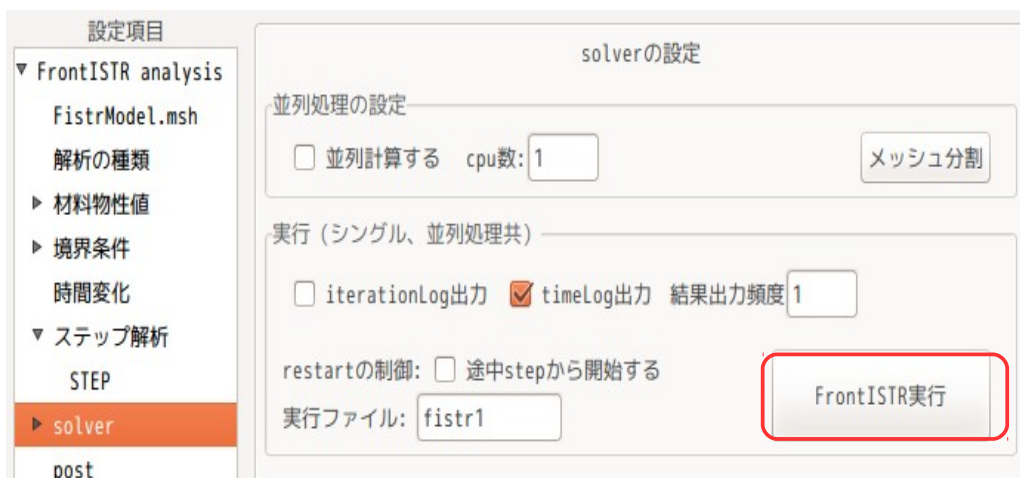 設定項目
FrontISTR analysis
FistrModel.msh
解析の種類
材料物性値
境界条件
時間変化
ステップ解析
STEP
solver
post
solverの設定
並列処理の設定
並列計算する cpu数: 1 メッシュ分割
実行 (シングル、並列処理共)
iterationLog出力 timeLog出力 結果出力頻度 1
restartの制御: 途中stepから開始する
実行ファイル: fistr1
FrontISTR実行